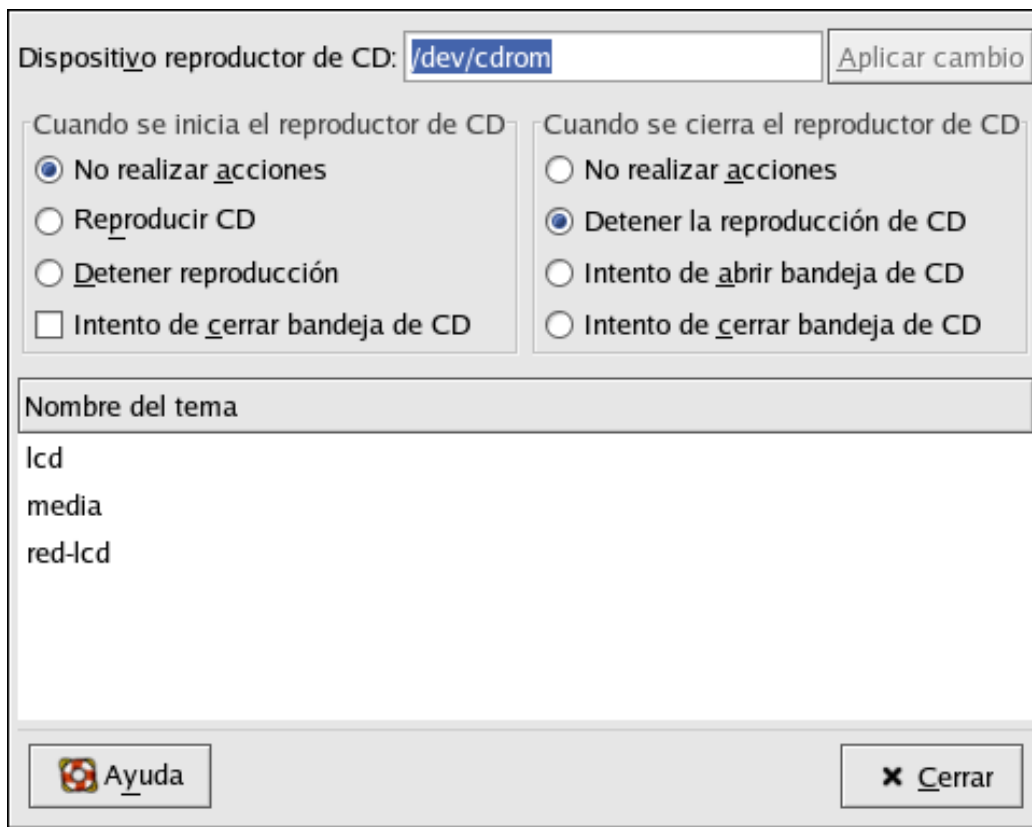 Dispositivo reproductor de CD: /dev/cdrom Aplicar cambio
Cuando se inicia el reproductor de CD
No realizar acciones
Reproducir CD
Detener reproducción
Intento de cerrar bandeja de CD
Cuando se cierra el reproductor de CD
No realizar acciones
Detener la reproducción de CD
Intento de abrir bandeja de CD
Intento de cerrar bandeja de CD
Nombre del tema
lcd
media
red-lcd
Ayuda
Cerrar